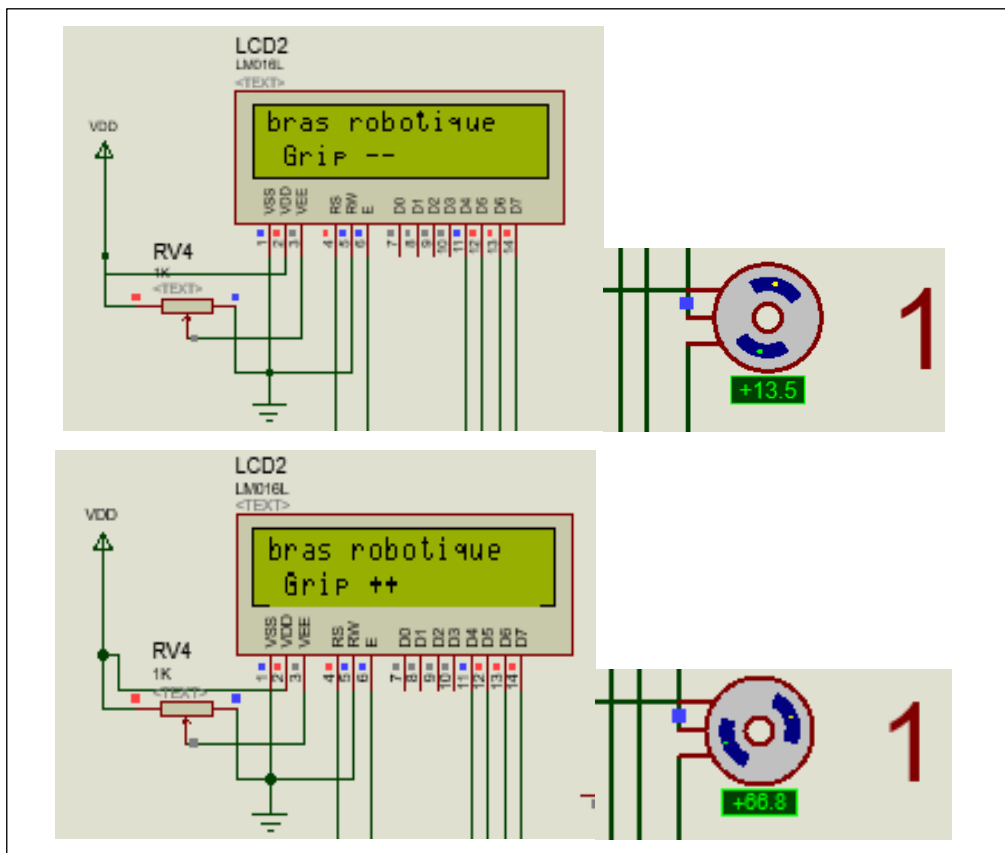 LCD2
LM016L
<TEXT>
VDD
bras robotique
Grip --
VSS VDD VEE RS RW E D0 D1 D2 D3 D4 D5 D6 D7
1 2 3 4 5 6 7 8 9 10 11 12 13 14
RV4
1K
<TEXT>
+13.5
1
LCD2
LM016L
<TEXT>
VDD
bras robotique
Grip ++
VSS VDD VEE RS RW E D0 D1 D2 D3 D4 D5 D6 D7
1 2 3 4 5 6 7 8 9 10 11 12 13 14
RV4
1K
<TEXT>
+66.8
1